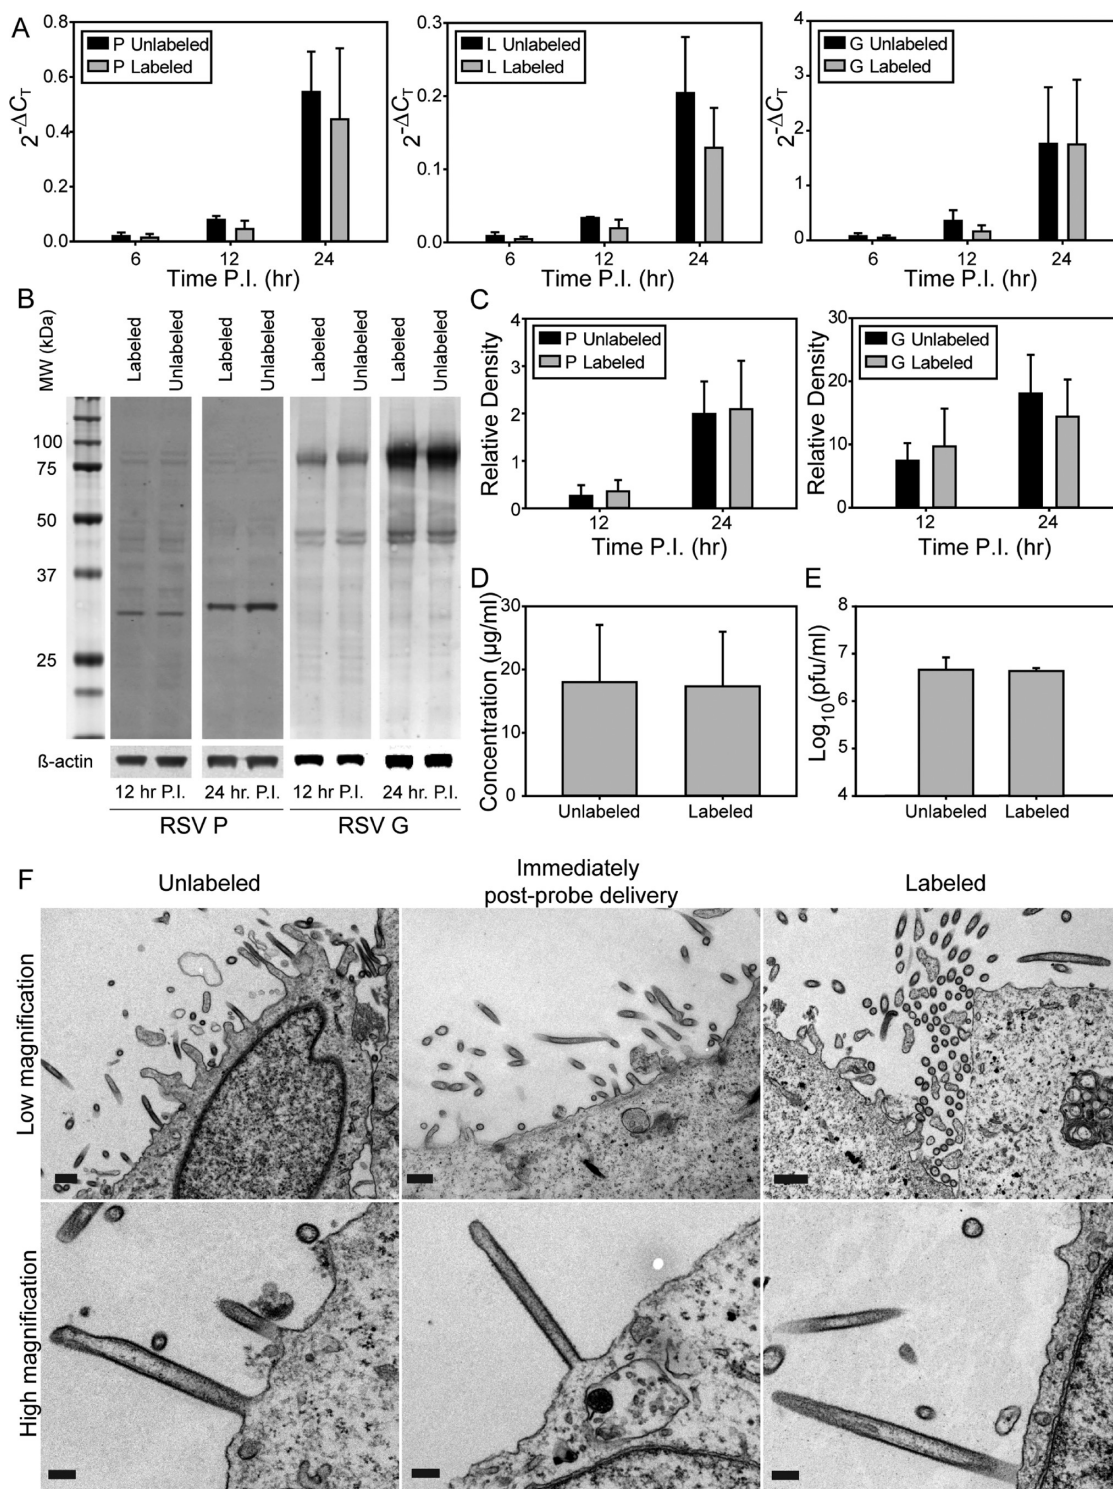 A
2^-ΔC_T
0.8
0.6
0.4
0.2
0.0
P Unlabeled
P Labeled
6 12 24
Time P.I. (hr)
2^-ΔC_T
0.3
0.2
0.1
0.0
L Unlabeled
L Labeled
6 12 24
Time P.I. (hr)
2^-ΔC_T
4
3
2
1
0
G Unlabeled
G Labeled
6 12 24
Time P.I. (hr)
B
MW (kDa)
Labeled
Unlabeled
Labeled
Unlabeled
Labeled
Unlabeled
Labeled
Unlabeled
100
75
50
37
25
ß-actin
12 hr P.I. 24 hr. P.I. 12 hr P.I. 24 hr. P.I.
RSV P RSV G
C
Relative Density
4
3
2
1
0
P Unlabeled
P Labeled
12 24
Time P.I. (hr)
Relative Density
30
20
10
0
G Unlabeled
G Labeled
12 24
Time P.I. (hr)
D
Concentration (µg/ml)
30
20
10
0
Unlabeled Labeled
E
Log10(pfu/ml)
8
7
6
5
4
Unlabeled Labeled
F
Unlabeled
Immediately
post-probe delivery
Labeled
Low magnification
High magnification